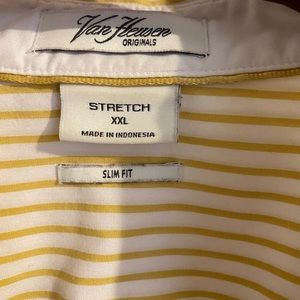 Van Heusen
ORIGINALS
STRETCH
XXL
MADE IN INDONESIA
SLIM FIT